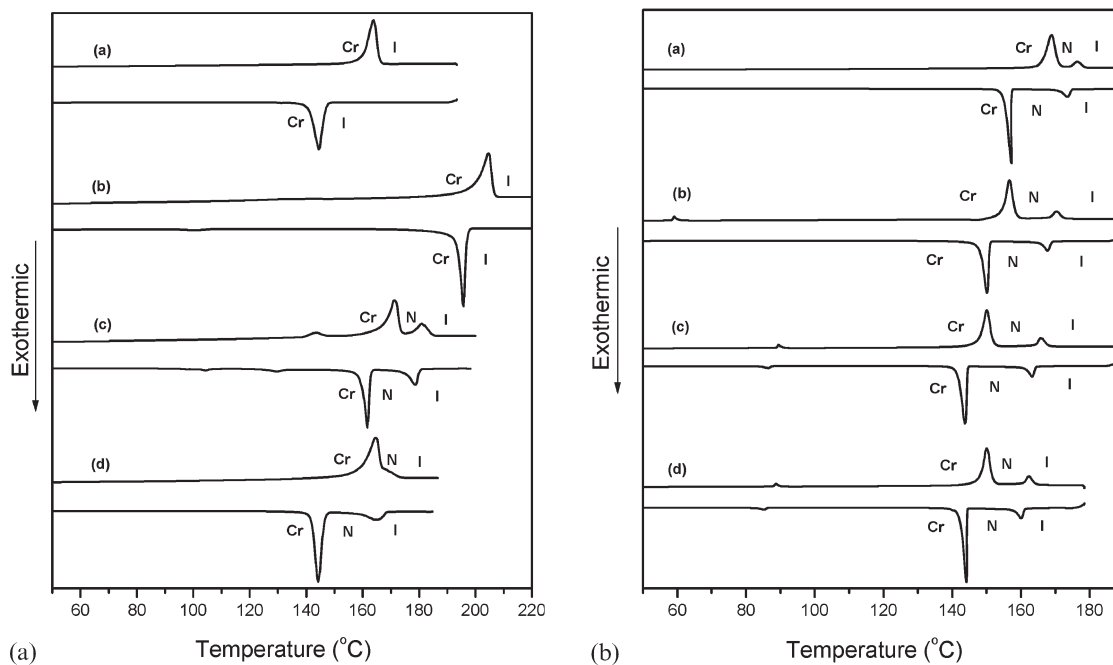 (a) Cr I
Cr I
(b) Cr I
Cr I
(c) Cr N I
Cr N I
(d) Cr N I
Cr N I
Exothermic
60 80 100 120 140 160 180 200 220
Temperature (°C)
(a)
(a) Cr N I
Cr N I
(b) Cr N I
Cr N I
(c) Cr N I
Cr N I
(d) Cr N I
Cr N I
Exothermic
60 80 100 120 140 160 180
Temperature (°C)
(b)